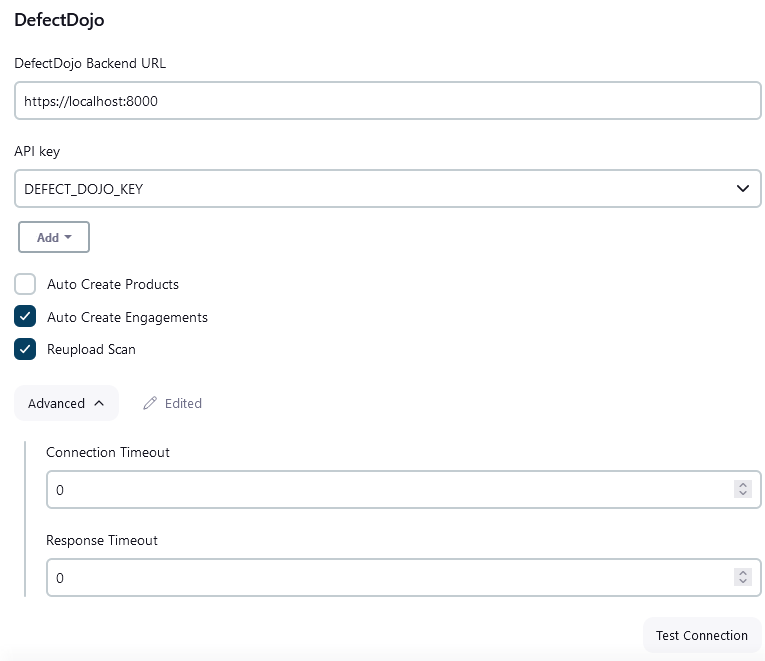 DefectDojo
DefectDojo Backend URL
https://localhost:8000
API key
DEFECT_DOJO_KEY
Add
Auto Create Products
Auto Create Engagements
Reupload Scan
Advanced Edited
Connection Timeout
0
Response Timeout
0
Test Connection